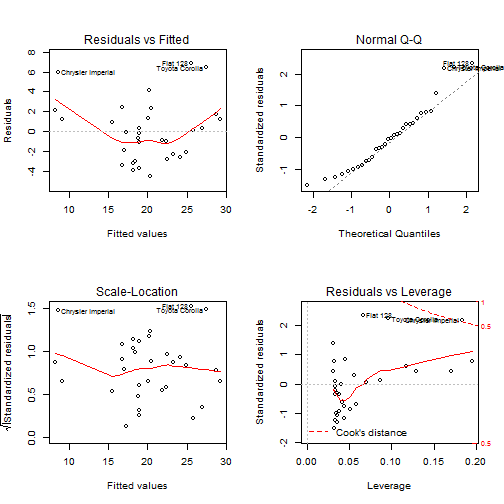 Residuals vs Fitted
Residuals
8
6
4
2
0
-2
-4
Fiat 128
Toyota Corolla
Chrysler Imperial
10 15 20 25 30
Fitted values
Normal Q-Q
Standardized residuals
2
1
0
-1
Fiat 128
Toyota Corolla
Chrysler Imperial
-2 -1 0 1 2
Theoretical Quantiles
Scale-Location
√|Standardized residuals|
1.5
1.0
0.5
0.0
Fiat 128
Chrysler Imperial
Toyota Corolla
10 15 20 25 30
Fitted values
Residuals vs Leverage
Standardized residuals
2
1
0
-1
-2
1
0.5
0.5
Fiat 128
Toyota Corolla
Chrysler Imperial
Cook's distance
0.00 0.05 0.10 0.15 0.20
Leverage